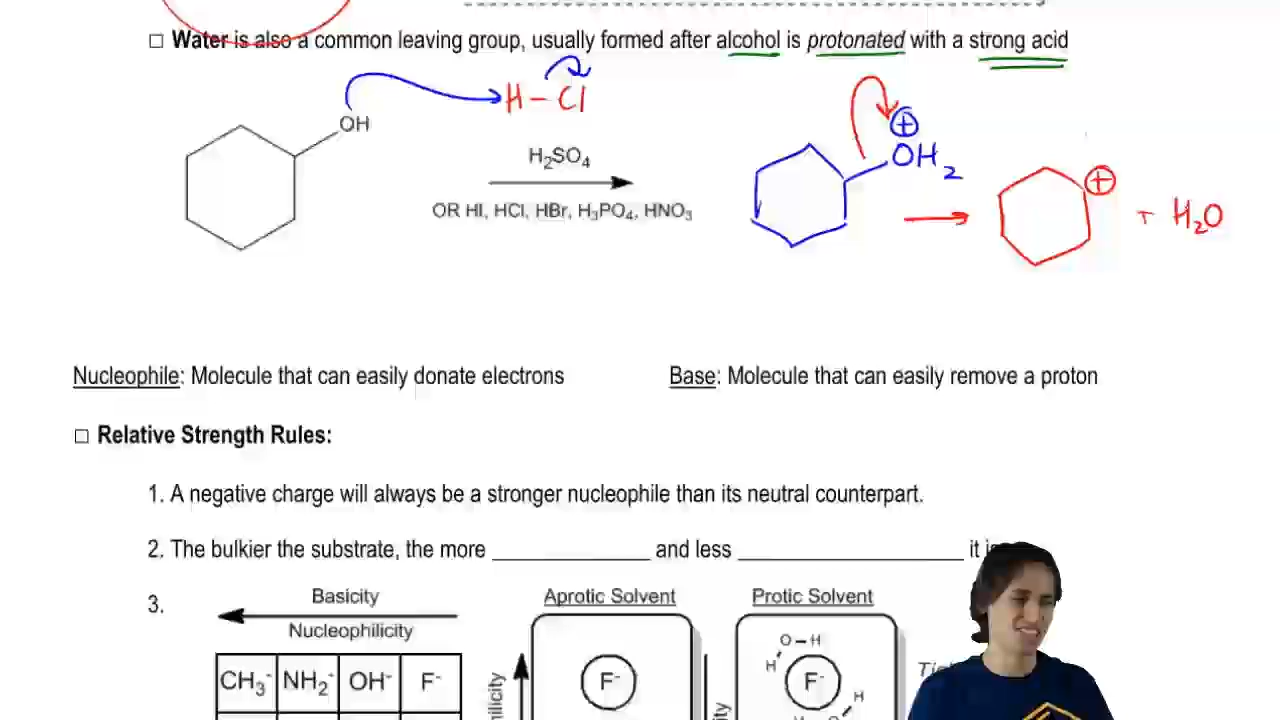 □ Water is also a common leaving group, usually formed after alcohol is protonated with a strong acid
OH
H-Cl
H₂SO₄
OR HI, HCl, HBr, H₃PO₄, HNO₃
⊕
OH₂
⊕
+ H₂O
Nucleophile: Molecule that can easily donate electrons
Base: Molecule that can easily remove a proton
□ Relative Strength Rules:
1. A negative charge will always be a stronger nucleophile than its neutral counterpart.
2. The bulkier the substrate, the more _____________ and less ___________________ it
3.
Basicity
Nucleophilicity
Aprotic Solvent
Protic Solvent
CH₃⁻ NH₂⁻ OH⁻ F⁻
F⁻
O-H
H
F⁻
H